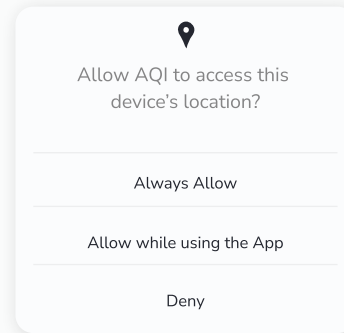 Allow AQI to access this
device’s location?
Always Allow
Allow while using the App
Deny